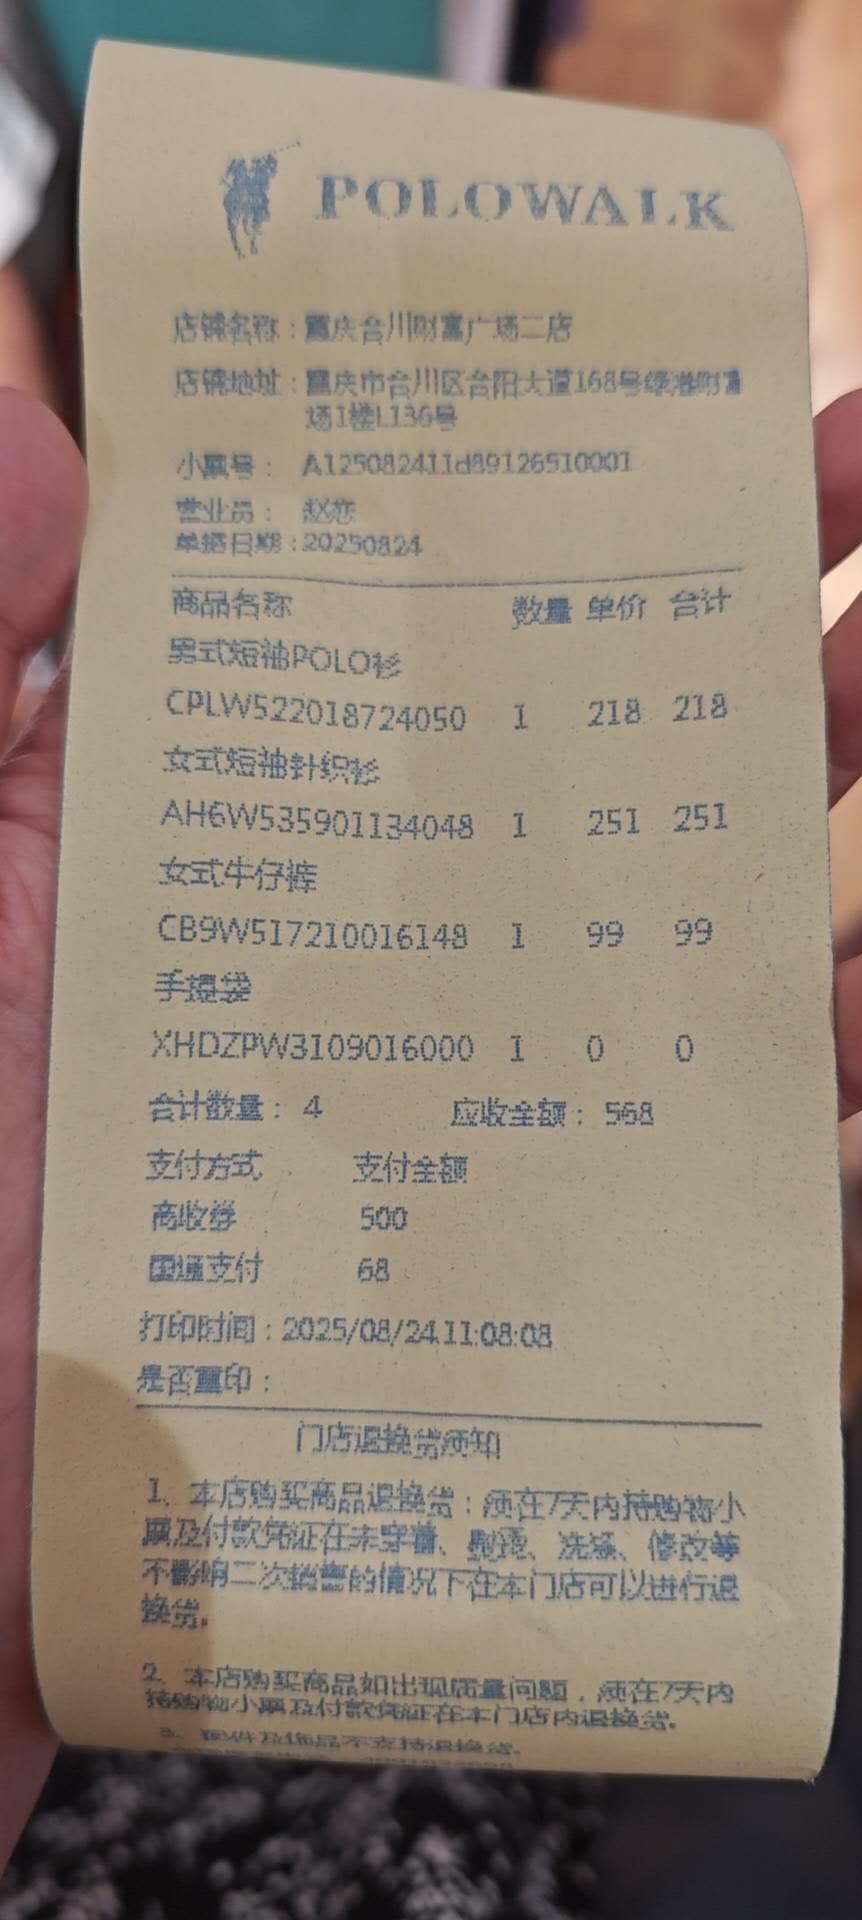 POLOWALK
店铺名称：重庆合川财富广场二店
店铺地址：重庆市合川区合阳大道168号绿港财富
场1楼L136号
小票号： A125082411d89126510001
营业员： 赵恋
单据日期：20250824
商品名称 数量 单价 合计
男式短袖POLO衫
CPLW522018724050 1 218 218
女式短袖针织衫
AH6W535901134048 1 251 251
女式牛仔裤
CB9W517210016148 1 99 99
手提袋
XHDZPW3109016000 1 0 0
合计数量： 4 应收金额： 568
支付方式 支付金额
商收券 500
国通支付 68
打印时间：2025/08/24.11:08:08
是否重印：
门店退换货须知
1、本店购买商品退换货：须在7天内持购物小
票及付款凭证在未穿着、熨烫、洗涤、修改等
不影响二次销售的情况下在本门店可以进行退
换货。
2、本店购买商品如出现质量问题，须在7天内
持购物小票及付款凭证在本门店内退换货。
3、配件及饰品不支持退换货。